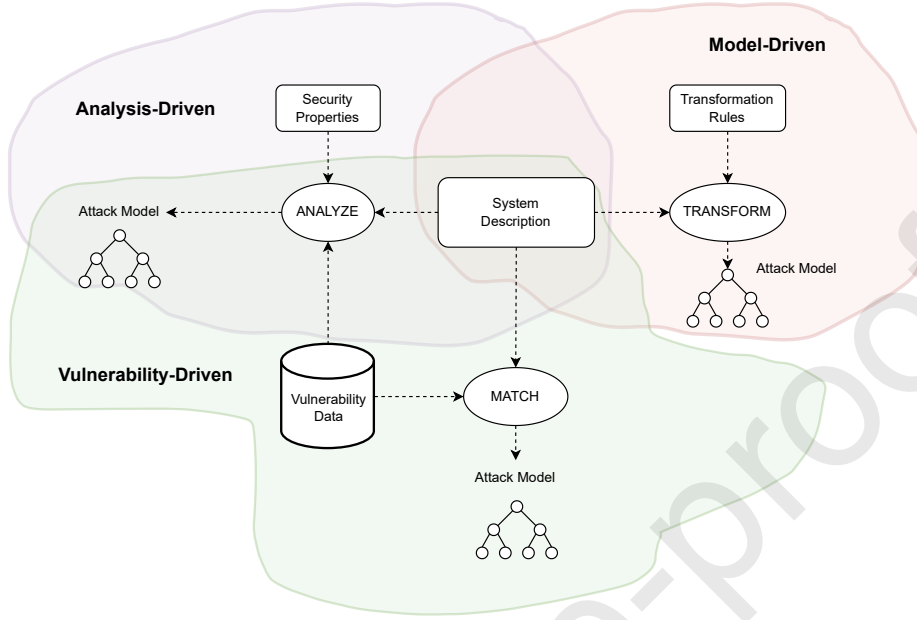 Model-Driven
Analysis-Driven
Security
Properties
Transformation
Rules
Attack Model
ANALYZE
System
Description
TRANSFORM
Attack Model
Vulnerability-Driven
Vulnerability
Data
MATCH
Attack Model